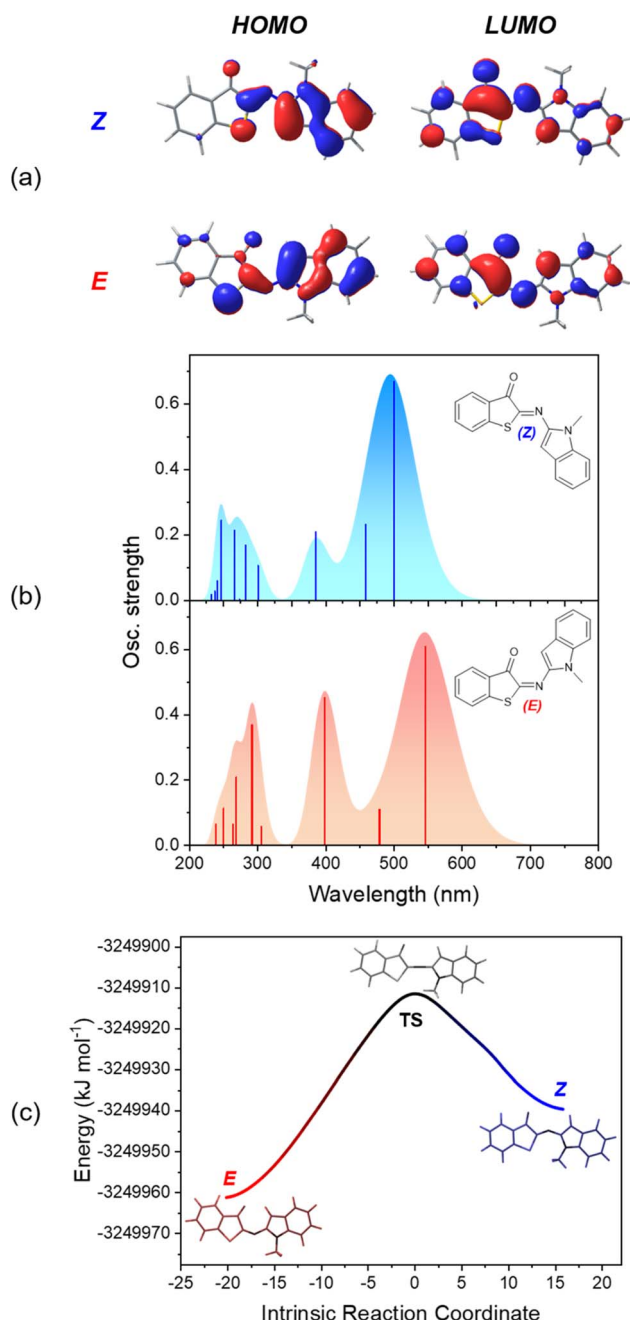 HOMO LUMO
Z
(a)
E
0.6
0.4
0.2
0.0
O
N
S
(Z)
N
(b)
Osc. strength
0.6
0.4
0.2
0.0
O
N
S
(E)
N
200 300 400 500 600 700 800
Wavelength (nm)
(c)
Energy (kJ mol-1)
-3249900
-3249910
-3249920
-3249930
-3249940
-3249950
-3249960
-3249970
TS
Z
E
-25 -20 -15 -10 -5 0 5 10 15 20
Intrinsic Reaction Coordinate